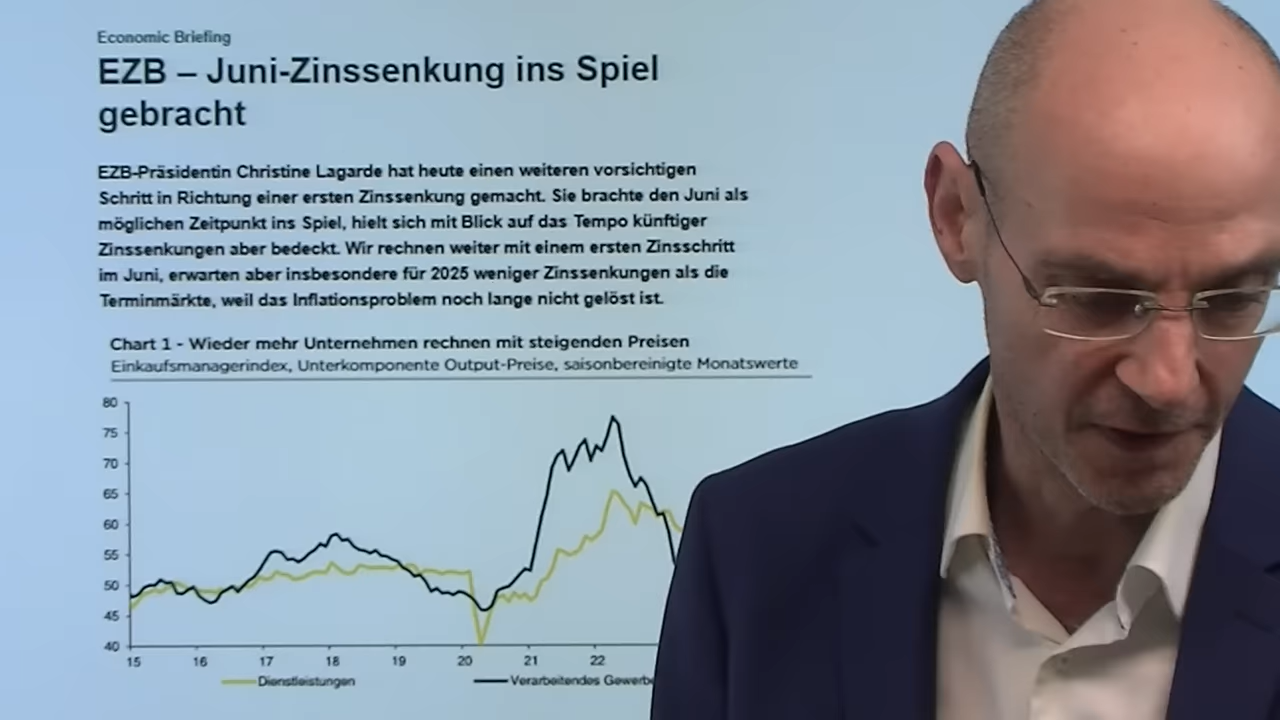 Economic Briefing
EZB – Juni-Zinssenkung ins Spiel
gebracht
EZB-Präsidentin Christine Lagarde hat heute einen weiteren vorsichtigen
Schritt in Richtung einer ersten Zinssenkung gemacht. Sie brachte den Juni als
möglichen Zeitpunkt ins Spiel, hielt sich mit Blick auf das Tempo künftiger
Zinssenkungen aber bedeckt. Wir rechnen weiter mit einem ersten Zinsschritt
im Juni, erwarten aber insbesondere für 2025 weniger Zinssenkungen als die
Terminmärkte, weil das Inflationsproblem noch lange nicht gelöst ist.
Chart 1 - Wieder mehr Unternehmen rechnen mit steigenden Preisen
Einkaufsmanagerindex, Unterkomponente Output-Preise, saisonbereinigte Monatswerte
80
75
70
65
60
55
50
45
40
15 16 17 18 19 20 21 22
Dienstleistungen Verarbeitendes Gewerbe